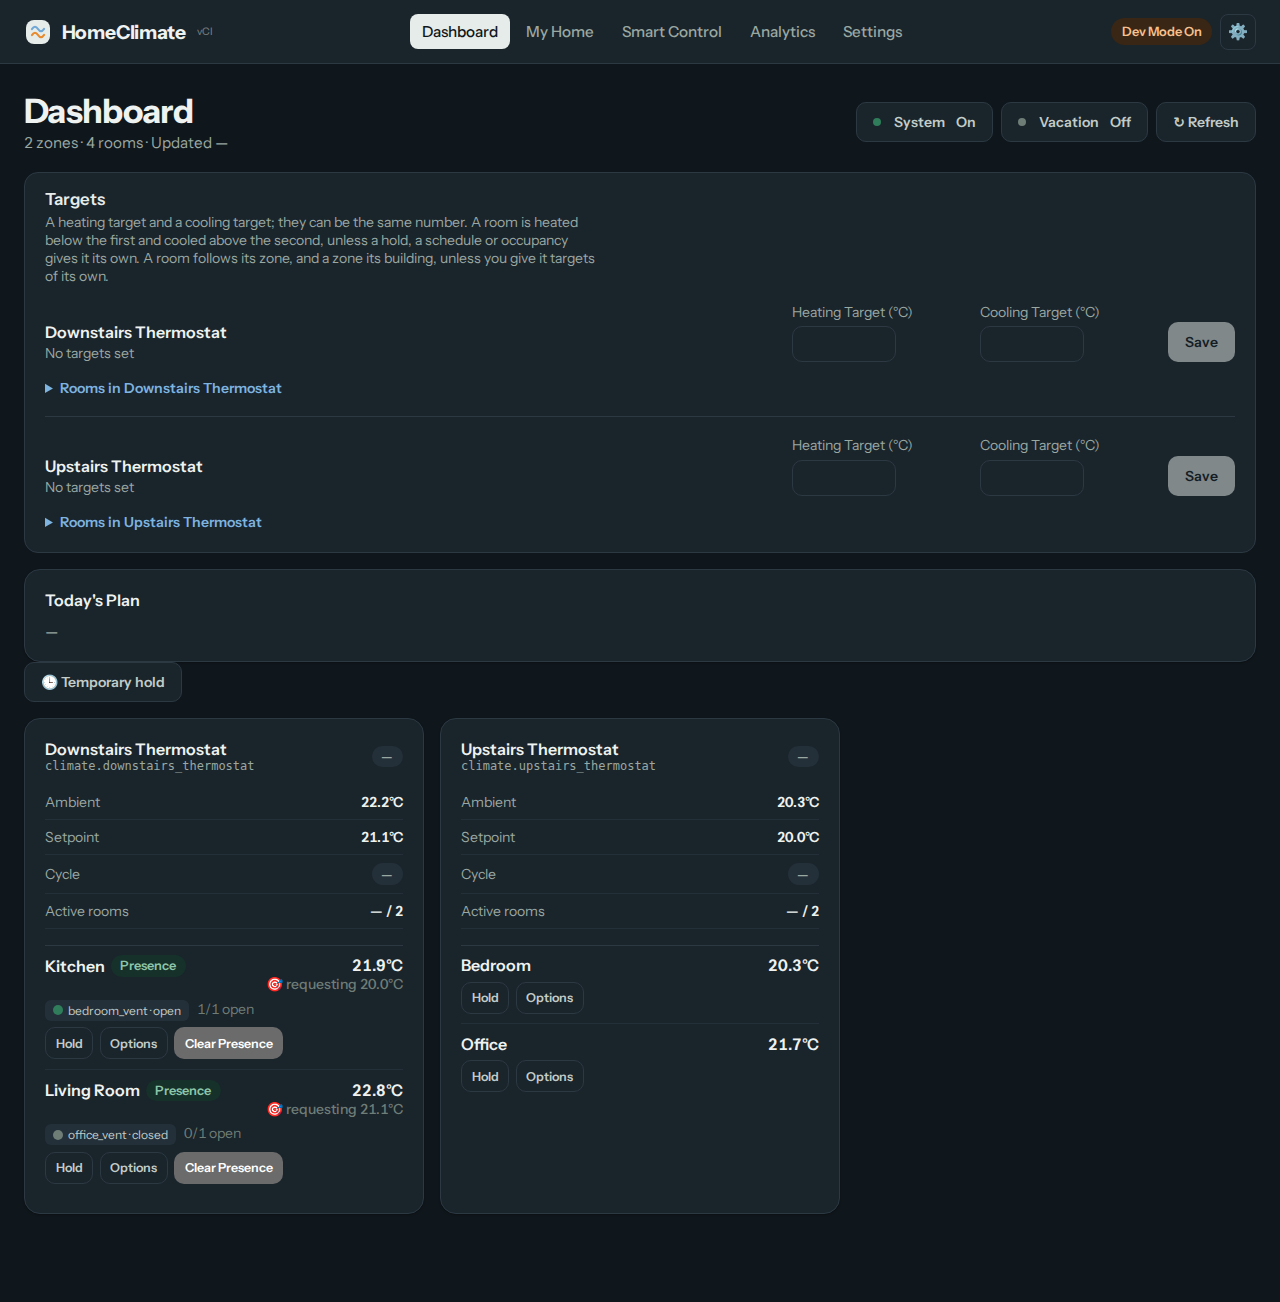 HomeClimate vCI
Dashboard
My Home
Smart Control
Analytics
Settings
Dev Mode On
Dashboard
2 zones · 4 rooms · Updated —
System On
Vacation Off
↻ Refresh
Targets
A heating target and a cooling target; they can be the same number. A room is heated
below the first and cooled above the second, unless a hold, a schedule or occupancy
gives it its own. A room follows its zone, and a zone its building, unless you give it targets
of its own.
Downstairs Thermostat
No targets set
Heating Target (°C)
Cooling Target (°C)
Save
Rooms in Downstairs Thermostat
Upstairs Thermostat
No targets set
Heating Target (°C)
Cooling Target (°C)
Save
Rooms in Upstairs Thermostat
Today's Plan
—
Temporary hold
Downstairs Thermostat
climate.downstairs_thermostat
—
Ambient 22.2°C
Setpoint 21.1°C
Cycle —
Active rooms — / 2
Kitchen Presence 21.9°C
🎯 requesting 20.0°C
bedroom_vent · open 1/1 open
Hold Options Clear Presence
Living Room Presence 22.8°C
🎯 requesting 21.1°C
office_vent · closed 0/1 open
Hold Options Clear Presence
Upstairs Thermostat
climate.upstairs_thermostat
—
Ambient 20.3°C
Setpoint 20.0°C
Cycle —
Active rooms — / 2
Bedroom 20.3°C
Hold Options
Office 21.7°C
Hold Options